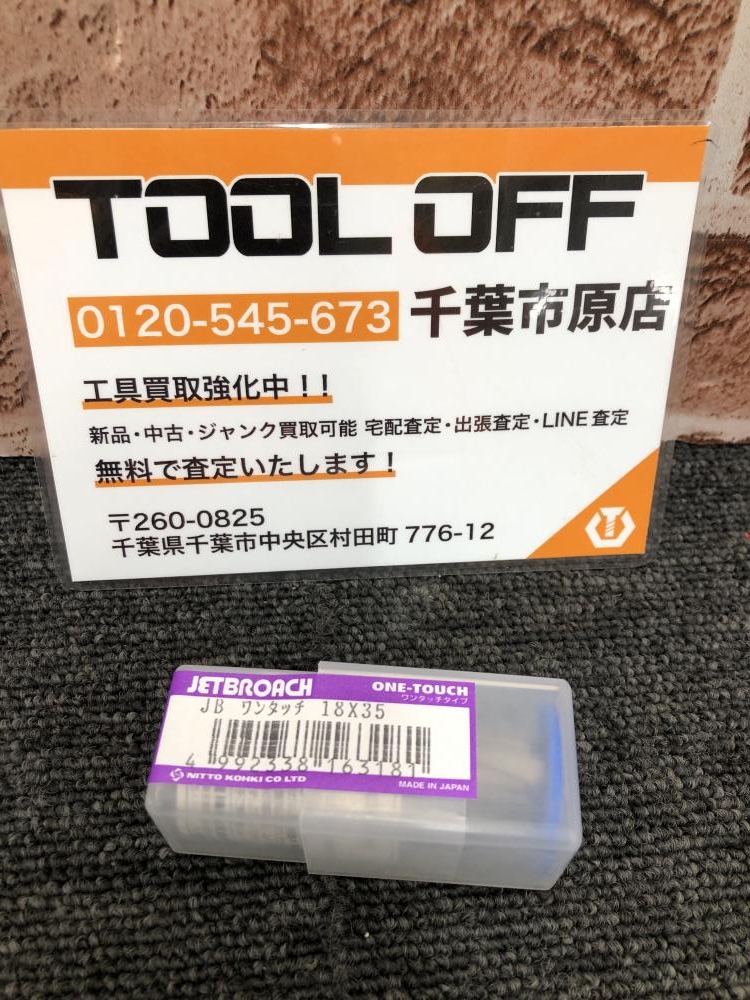 TOOL OFF
0120-545-673 千葉市原店
工具買取強化中!!
新品・中古・ジャンク買取可能 宅配査定・出張査定・LINE査定
無料で査定いたします!
〒260-0825
千葉県千葉市中央区村田町 776-12
JETBROACH ONE-TOUCH
ワンタッチタイプ
JB ワンタッチ 18X35
4 992338 163181
NITTO KOHKI CO LTD MADE IN JAPAN